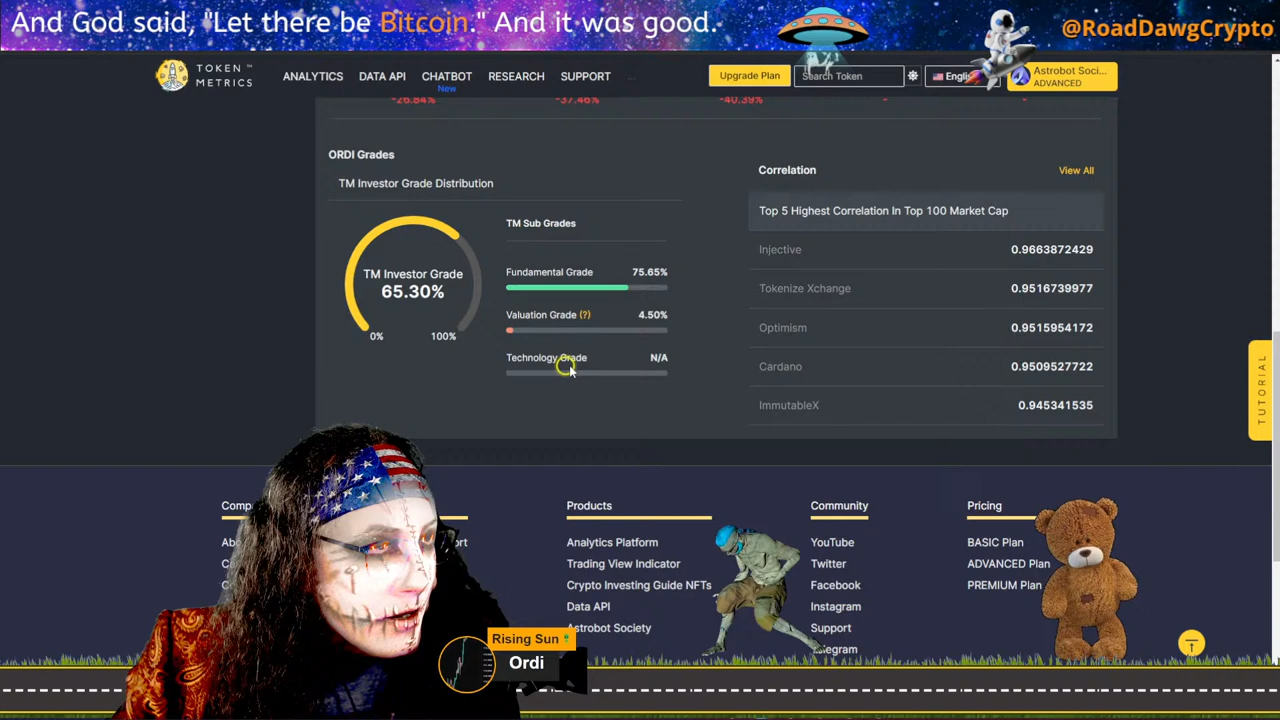 And God said, "Let there be Bitcoin." And it was good.
@RoadDawgCrypto
TOKEN ™
METRICS
ANALYTICS
DATA API
CHATBOT
New
RESEARCH
SUPPORT
...
Upgrade Plan
Search Token
Englis
Astrobot Soci...
ADVANCED
-26.84%
-37.46%
-40.39%
-
-
ORDI Grades
TM Investor Grade Distribution
TM Investor Grade
65.30%
0%
100%
TM Sub Grades
Fundamental Grade 75.65%
Valuation Grade (?) 4.50%
Technology Grade N/A
Correlation
View All
Top 5 Highest Correlation In Top 100 Market Cap
Injective 0.9663872429
Tokenize Xchange 0.9516739977
Optimism 0.9515954172
Cardano 0.9509527722
ImmutableX 0.945341535
TUTORIAL
Products
Analytics Platform
Trading View Indicator
Crypto Investing Guide NFTs
Data API
Astrobot Society
Community
YouTube
Twitter
Facebook
Instagram
Support
Pricing
BASIC Plan
ADVANCED Plan
PREMIUM Plan
Rising Sun
Ordi